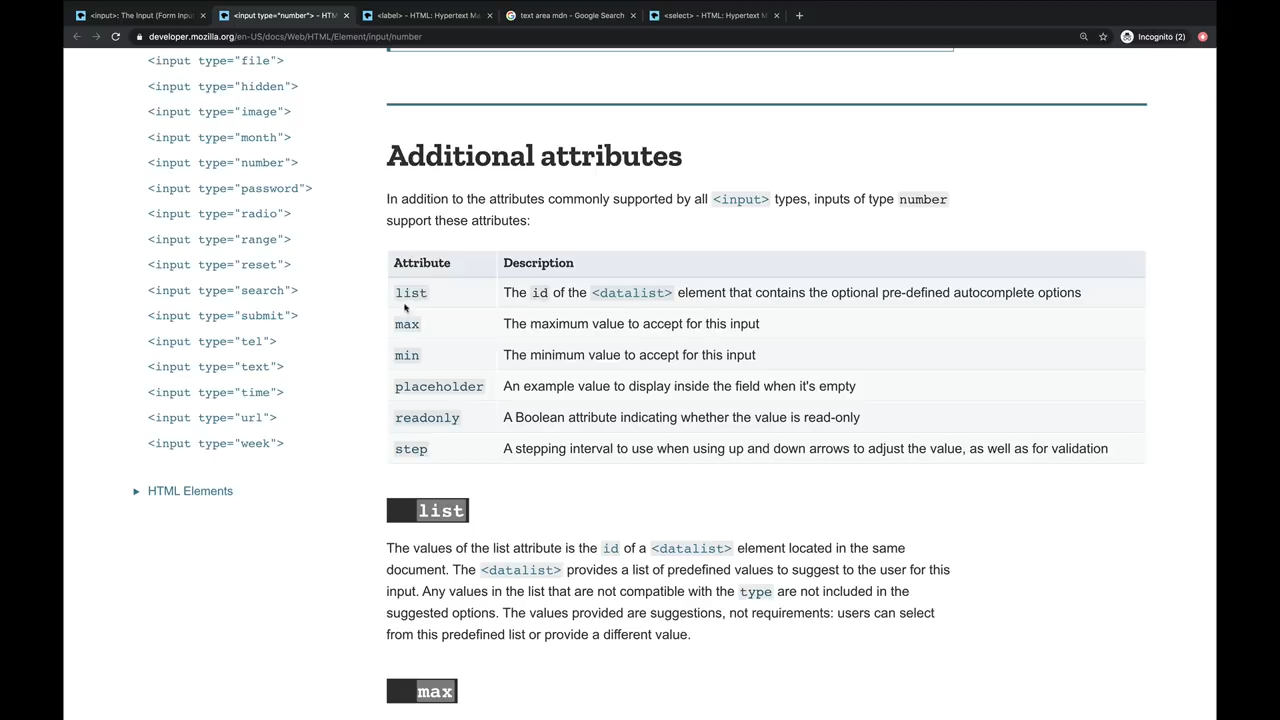 <input>: The Input (Form Inpu
<input type="number"> - HTM
<label> - HTML: Hypertext Ma
text area mdn - Google Search
<select> - HTML: Hypertext M
developer.mozilla.org/en-US/docs/Web/HTML/Element/input/number
Incognito (2)
<input type="file">
<input type="hidden">
<input type="image">
<input type="month">
<input type="number">
<input type="password">
<input type="radio">
<input type="range">
<input type="reset">
<input type="search">
<input type="submit">
<input type="tel">
<input type="text">
<input type="time">
<input type="url">
<input type="week">
HTML Elements
Additional attributes
In addition to the attributes commonly supported by all <input> types, inputs of type number
support these attributes:
Attribute Description
list The id of the <datalist> element that contains the optional pre-defined autocomplete options
max The maximum value to accept for this input
min The minimum value to accept for this input
placeholder An example value to display inside the field when it's empty
readonly A Boolean attribute indicating whether the value is read-only
step A stepping interval to use when using up and down arrows to adjust the value, as well as for validation
list
The values of the list attribute is the id of a <datalist> element located in the same
document. The <datalist> provides a list of predefined values to suggest to the user for this
input. Any values in the list that are not compatible with the type are not included in the
suggested options. The values provided are suggestions, not requirements: users can select
from this predefined list or provide a different value.
max